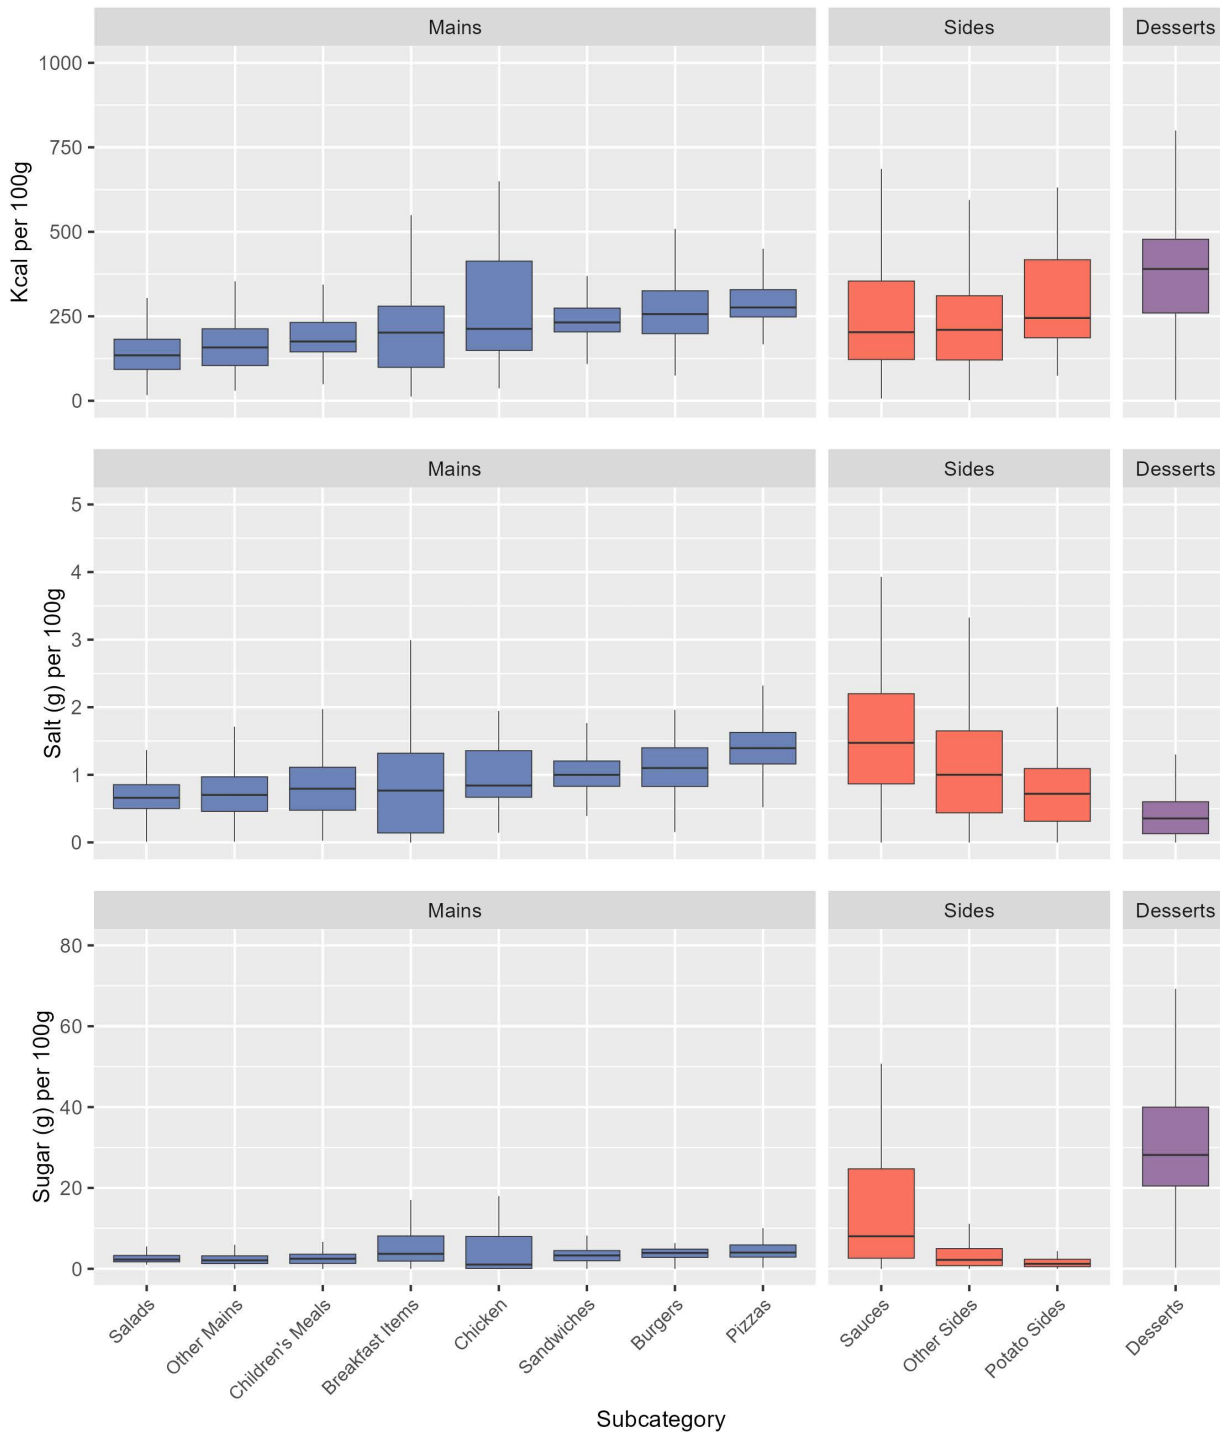 Mains
Sides
Desserts
Kcal per 100g
1000
750
500
250
0
Mains
Sides
Desserts
Salt (g) per 100g
5
4
3
2
1
0
Mains
Sides
Desserts
Sugar (g) per 100g
80
60
40
20
0
Salads
Other Mains
Children's Meals
Breakfast Items
Chicken
Sandwiches
Burgers
Pizzas
Sauces
Other Sides
Potato Sides
Desserts
Subcategory